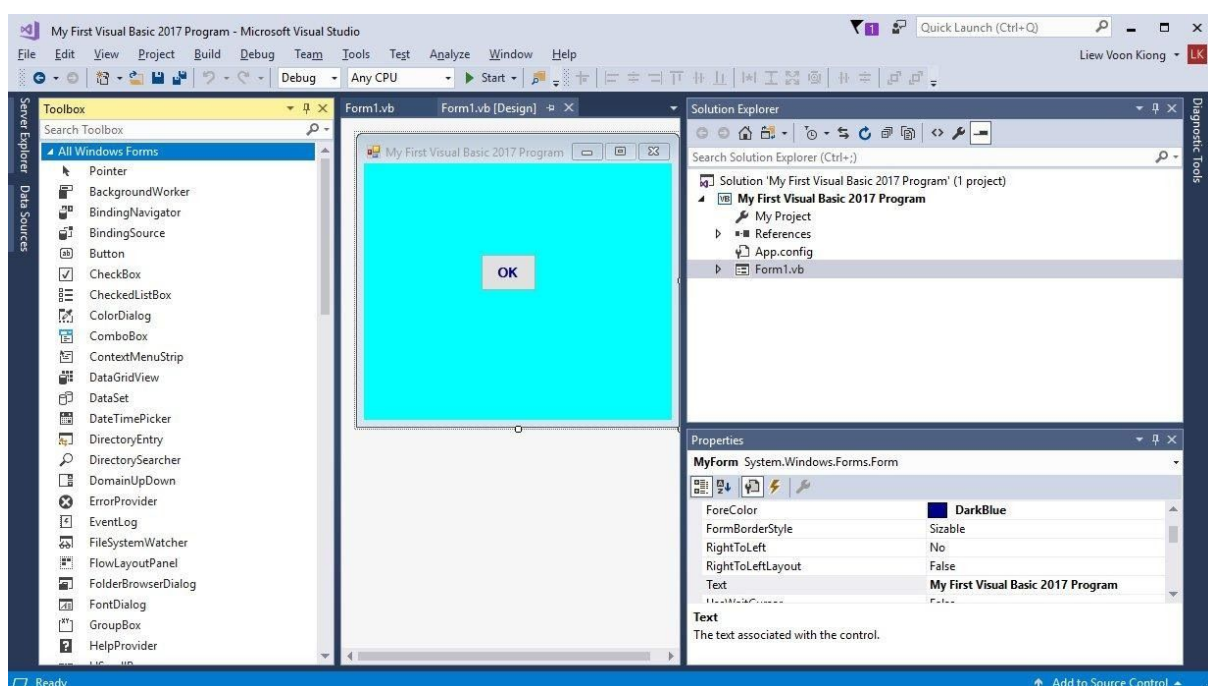 My First Visual Basic 2017 Program - Microsoft Visual Studio
1
Quick Launch (Ctrl+Q)
File Edit View Project Build Debug Team Tools Test Analyze Window Help
Liew Voon Kiong
LK
Debug
Any CPU
Start
Server Explorer
Data Sources
Toolbox
Search Toolbox
All Windows Forms
Pointer
BackgroundWorker
BindingNavigator
BindingSource
Button
CheckBox
CheckedListBox
ColorDialog
ComboBox
ContextMenuStrip
DataGridView
DataSet
DateTimePicker
DirectoryEntry
DirectorySearcher
DomainUpDown
ErrorProvider
EventLog
FileSystemWatcher
FlowLayoutPanel
FolderBrowserDialog
FontDialog
GroupBox
HelpProvider
Form1.vb
Form1.vb [Design]
My First Visual Basic 2017 Program
OK
Solution Explorer
Search Solution Explorer (Ctrl+;)
Solution 'My First Visual Basic 2017 Program' (1 project)
VB My First Visual Basic 2017 Program
My Project
References
App.config
Form1.vb
Properties
MyForm System.Windows.Forms.Form
ForeColor DarkBlue
FormBorderStyle Sizable
RightToLeft No
RightToLeftLayout False
Text My First Visual Basic 2017 Program
Text
The text associated with the control.
Diagnostic Tools
Ready
Add to Source Control